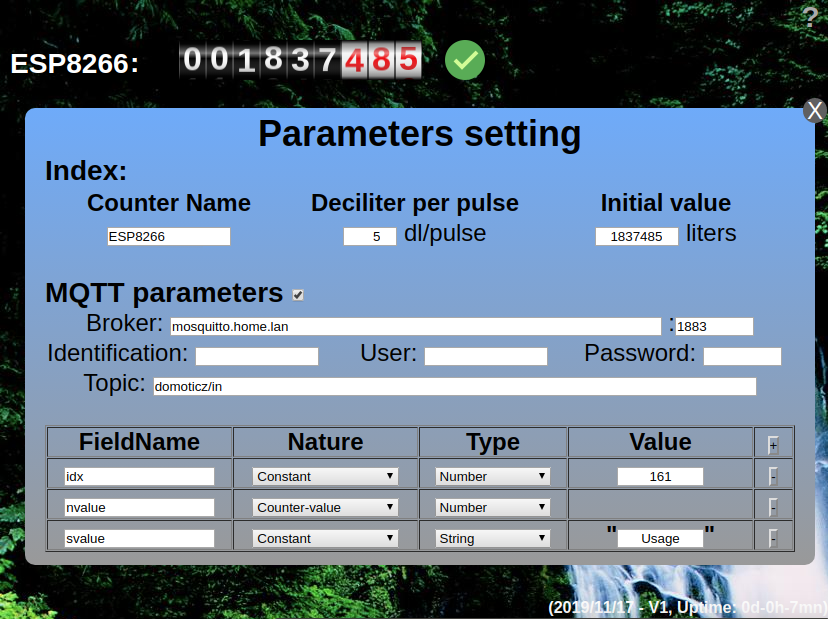 ?
ESP8266: 001837485
X
Parameters setting
Index:
Counter Name Deciliter per pulse Initial value
ESP8266 5 dl/pulse 1837485 liters
MQTT parameters
Broker: mosquitto.home.lan :1883
Identification: User: Password:
Topic: domoticz/in
FieldName Nature Type Value +
idx Constant Number 161 -
nvalue Counter-value Number -
svalue Constant String "Usage" -
(2019/11/17 - V1, Uptime: 0d-0h-7mn)